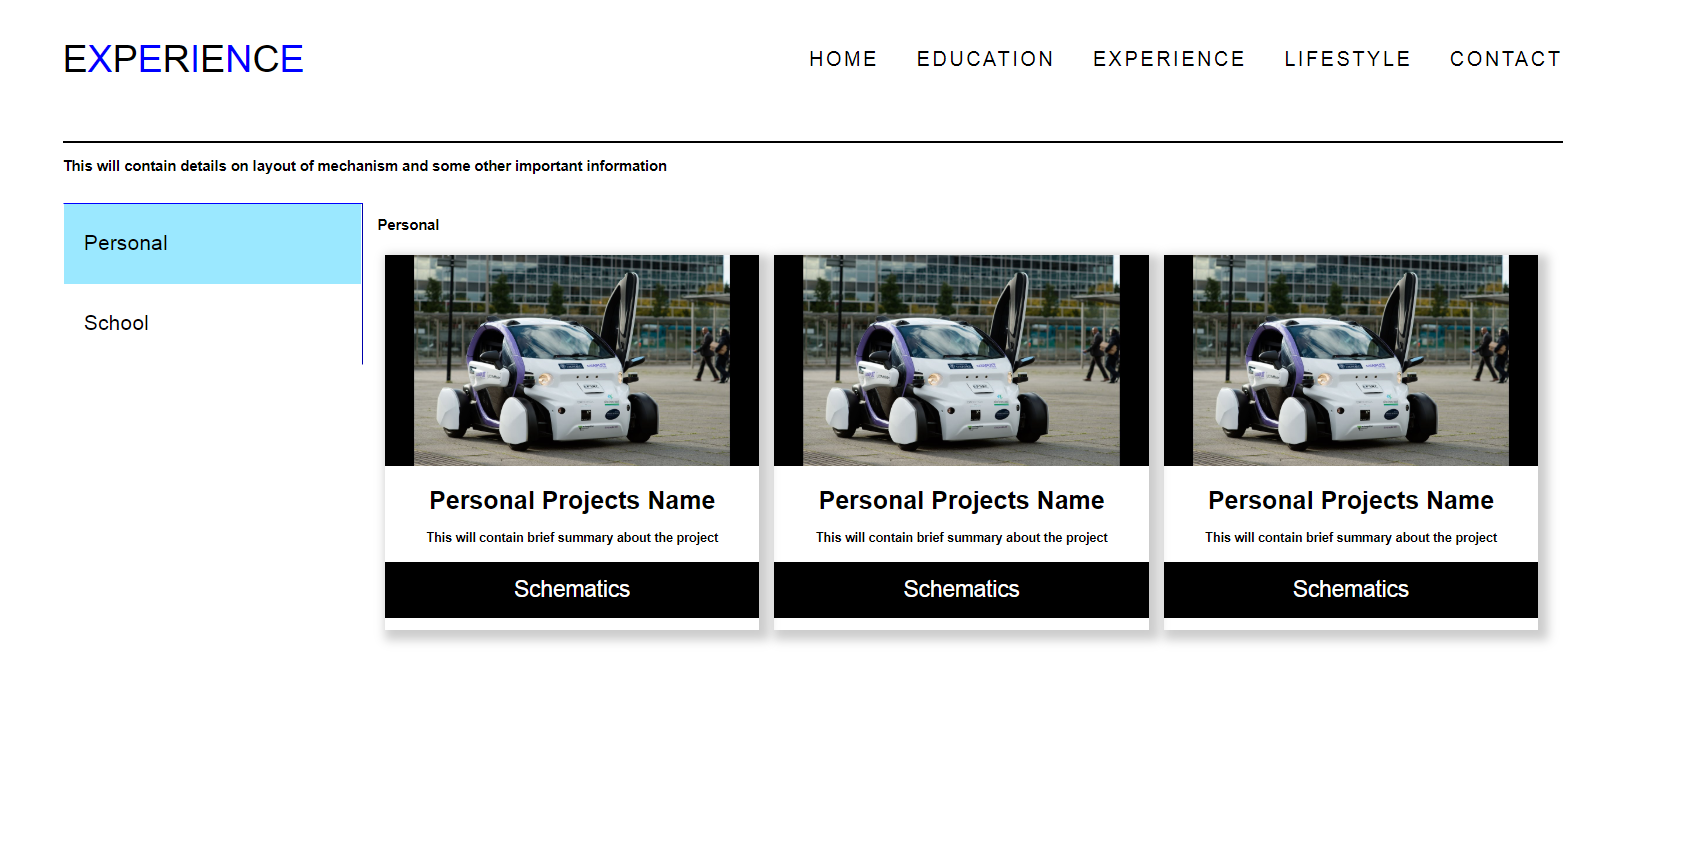 EXPERIENCE
HOME EDUCATION EXPERIENCE LIFESTYLE CONTACT
This will contain details on layout of mechanism and some other important information
Personal
School
Personal
Personal Projects Name
This will contain brief summary about the project
Schematics
Personal Projects Name
This will contain brief summary about the project
Schematics
Personal Projects Name
This will contain brief summary about the project
Schematics